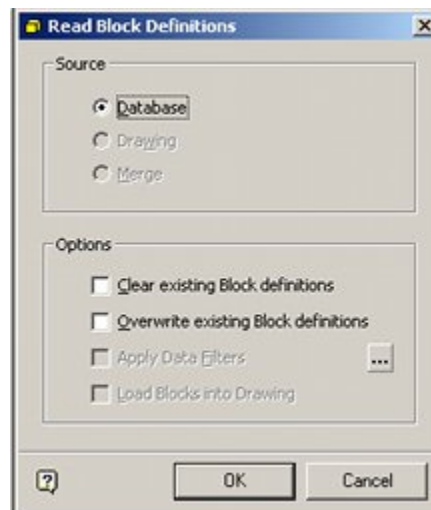 Read Block Definitions
Source
Database
Drawing
Merge
Options
Clear existing Block definitions
Overwrite existing Block definitions
Apply Data Filters
...
Load Blocks into Drawing
OK
Cancel